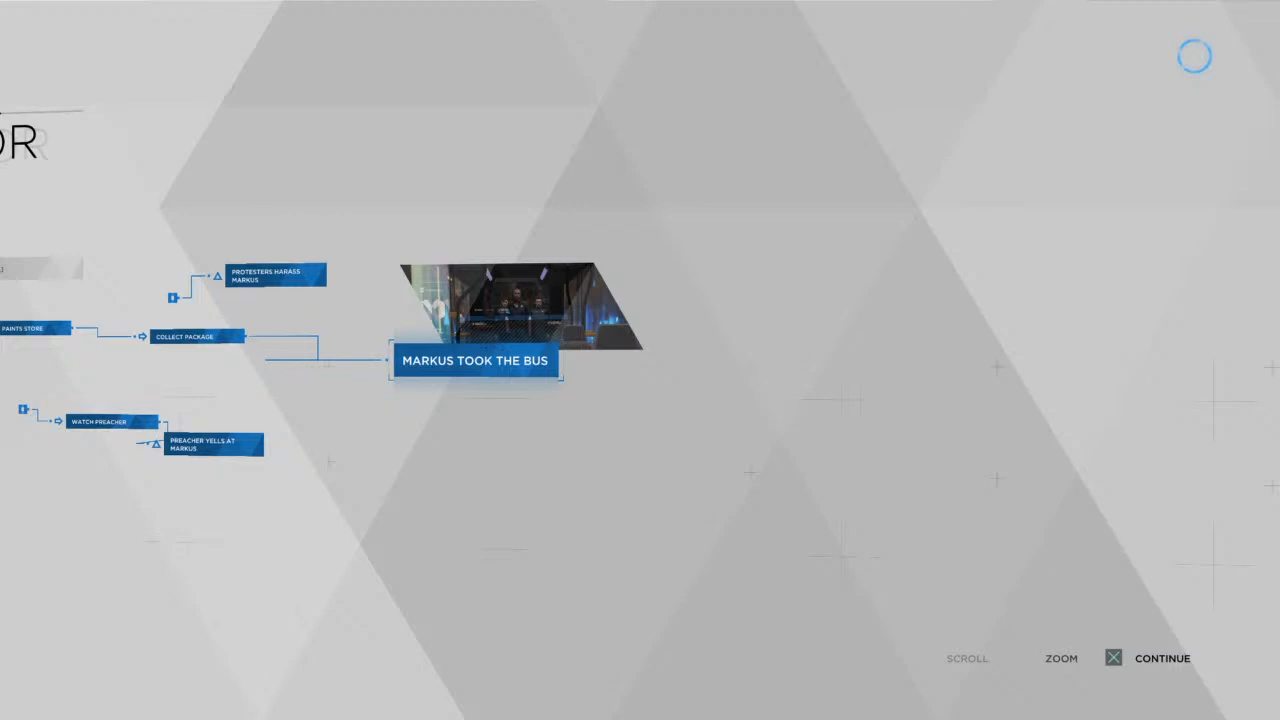 OR
PROTESTERS HARASS
MARKUS
PAINTS STORE
COLLECT PACKAGE
MARKUS TOOK THE BUS
WATCH PREACHER
PREACHER YELLS AT
MARKUS
SCROLL
ZOOM
CONTINUE